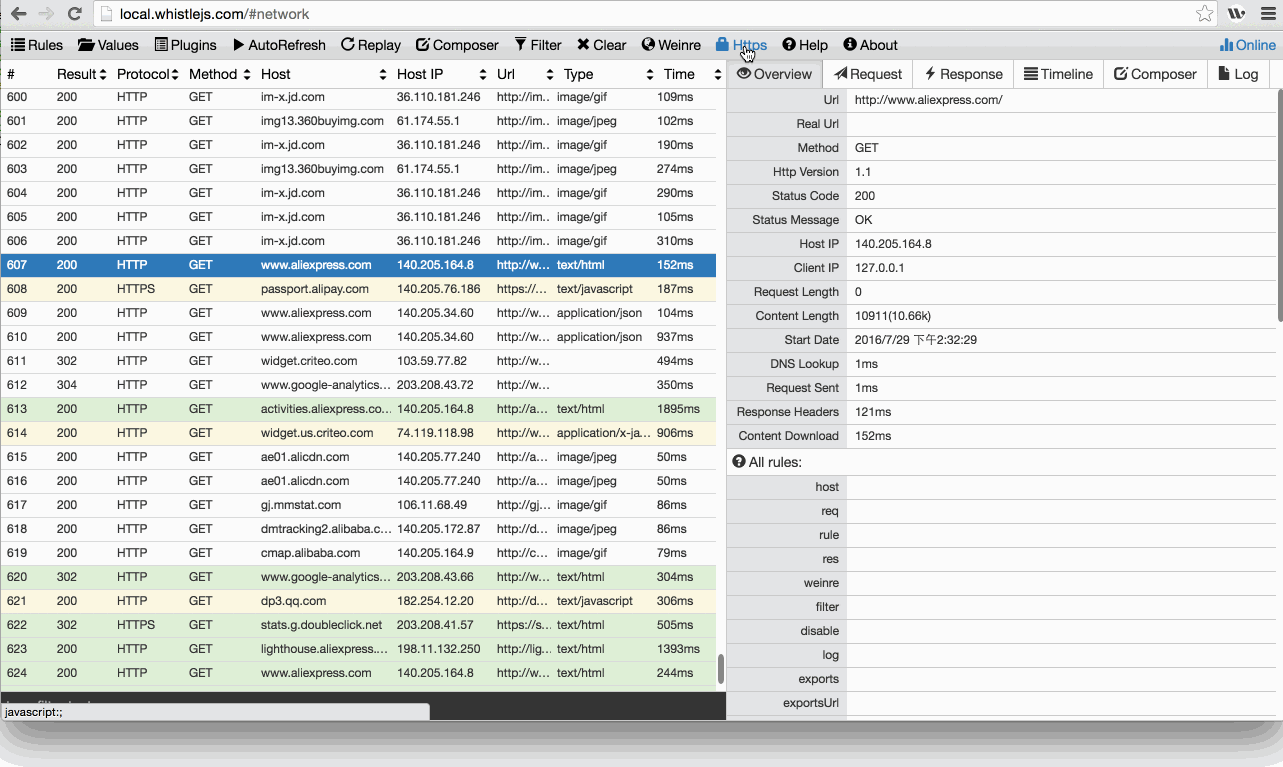 local.whistlejs.com/#network
Rules Values Plugins AutoRefresh Replay Composer Filter Clear Weinre Https Help About Online
# Result Protocol Method Host Host IP Url Type Time
600 200 HTTP GET im-x.jd.com 36.110.181.246 http://im.. image/gif 109ms
601 200 HTTP GET img13.360buyimg.com 61.174.55.1 http://im.. image/jpeg 102ms
602 200 HTTP GET im-x.jd.com 36.110.181.246 http://im.. image/gif 190ms
603 200 HTTP GET img13.360buyimg.com 61.174.55.1 http://im.. image/jpeg 274ms
604 200 HTTP GET im-x.jd.com 36.110.181.246 http://im.. image/gif 290ms
605 200 HTTP GET im-x.jd.com 36.110.181.246 http://im.. image/gif 105ms
606 200 HTTP GET im-x.jd.com 36.110.181.246 http://im.. image/gif 310ms
607 200 HTTP GET www.aliexpress.com 140.205.164.8 http://w... text/html 152ms
608 200 HTTPS GET passport.alipay.com 140.205.76.186 https://... text/javascript 187ms
609 200 HTTP GET www.aliexpress.com 140.205.34.60 http://w... application/json 104ms
610 200 HTTP GET www.aliexpress.com 140.205.34.60 http://w... application/json 937ms
611 302 HTTP GET widget.criteo.com 103.59.77.82 http://w... 494ms
612 304 HTTP GET www.google-analytics... 203.208.43.72 http://w... 350ms
613 200 HTTP GET activities.aliexpress.co... 140.205.164.8 http://a... text/html 1895ms
614 200 HTTP GET widget.us.criteo.com 74.119.118.98 http://w... application/x-ja... 906ms
615 200 HTTP GET ae01.alicdn.com 140.205.77.240 http://a... image/jpeg 50ms
616 200 HTTP GET ae01.alicdn.com 140.205.77.240 http://a... image/jpeg 50ms
617 200 HTTP GET gj.mmstat.com 106.11.68.49 http://gj... image/gif 86ms
618 200 HTTP GET dmtracking2.alibaba.c... 140.205.172.87 http://d... image/jpeg 86ms
619 200 HTTP GET cmap.alibaba.com 140.205.164.9 http://c... image/gif 79ms
620 302 HTTP GET www.google-analytics... 203.208.43.66 http://w... text/html 304ms
621 200 HTTP GET dp3.qq.com 182.254.12.20 http://d... text/javascript 306ms
622 302 HTTPS GET stats.g.doubleclick.net 203.208.41.57 https://s... text/html 505ms
623 200 HTTP GET lighthouse.aliexpress.... 198.11.132.250 http://lig... text/html 1393ms
624 200 HTTP GET www.aliexpress.com 140.205.164.8 http://w... text/html 244ms
javascript:;
Overview Request Response Timeline Composer Log
Url http://www.aliexpress.com/
Real Url
Method GET
Http Version 1.1
Status Code 200
Status Message OK
Host IP 140.205.164.8
Client IP 127.0.0.1
Request Length 0
Content Length 10911(10.66k)
Start Date 2016/7/29 下午2:32:29
DNS Lookup 1ms
Request Sent 1ms
Response Headers 121ms
Content Download 152ms
All rules:
host
req
rule
res
weinre
filter
disable
log
exports
exportsUrl